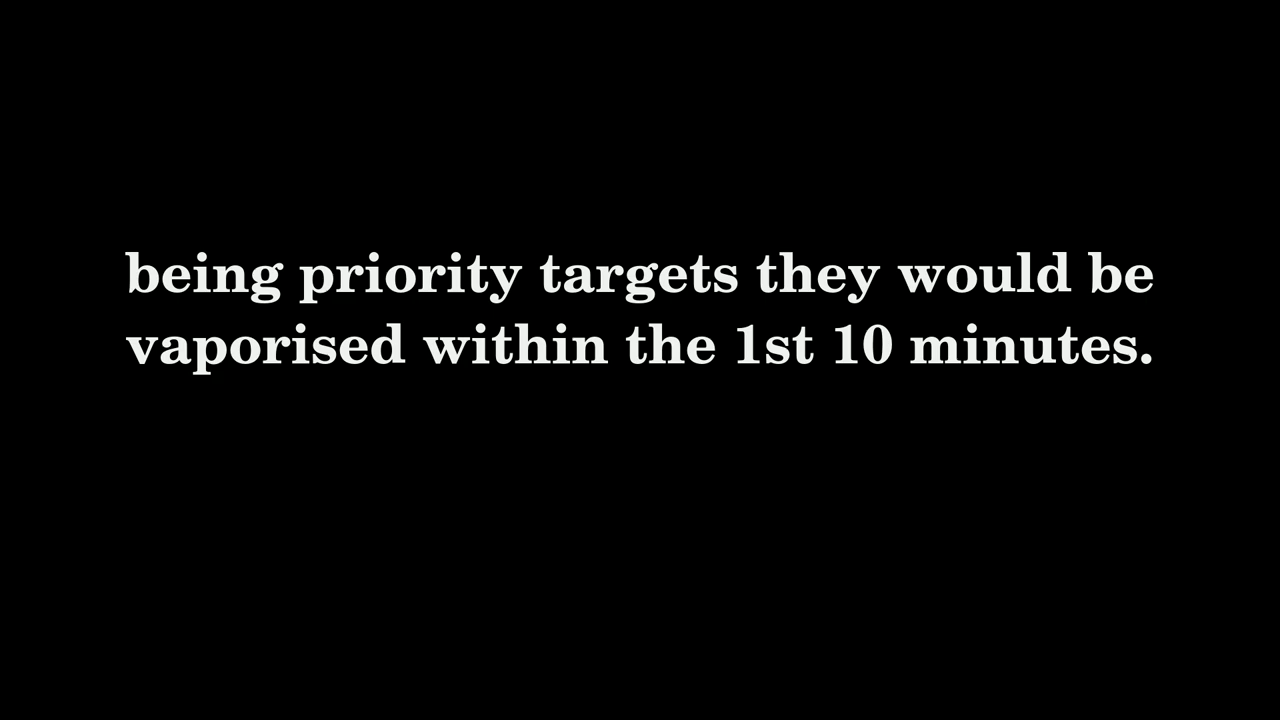 being priority targets they would be
vaporised within the 1st 10 minutes.